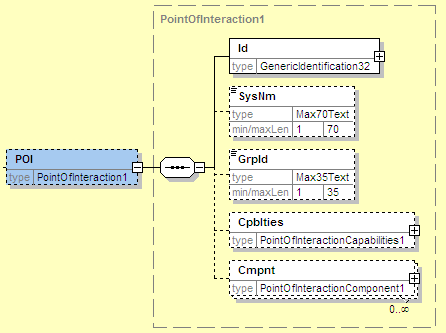 PointOfInteraction1
Id
type GenericIdentification32
SysNm
type Max70Text
min/maxLen 1 70
GrpId
type Max35Text
min/maxLen 1 35
POI
type PointOfInteraction1
Cpblties
type PointOfInteractionCapabilities1
Cmpnt
type PointOfInteractionComponent1
0..∞